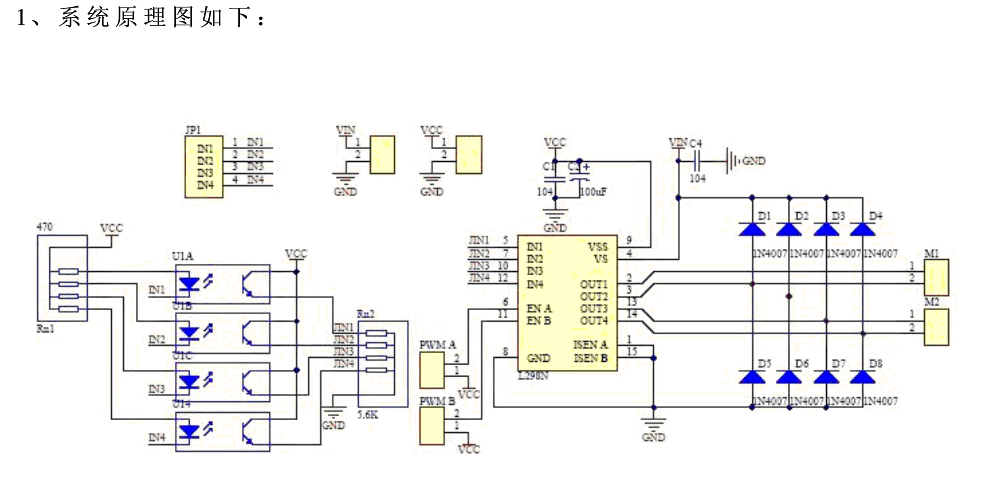 1、系统原理图如下：
JP1
IN1 1 IN1
IN2 2 IN2
IN3 3 IN3
IN4 4 IN4
VIN
1
2
GND
VCC
1
2
GND
VCC
C1
104
C2 +
100uF
GND
VIN C4
104
GND
470
VCC
Rn1
U1A
IN1
U1B
IN2
U1C
IN3
U14
IN4
VCC
Rn2
JIN1
JIN2
JIN3
JIN4
GND
5.6K
PWM A
2
1
VCC
PWM B
2
1
VCC
JIN1 5 IN1
JIN2 7 IN2
JIN3 10 IN3
JIN4 12 IN4
6 EN A
11 EN B
8 GND
VSS 9
VS 4
OUT1 2
OUT2 3
OUT3 13
OUT4 14
ISEN A 1
ISEN B 15
L298N
GND
D1 D2 D3 D4
1N4007 1N4007 1N4007 1N4007
M1
1
2
M2
1
2
D5 D6 D7 D8
1N4007 1N4007 1N4007 1N4007